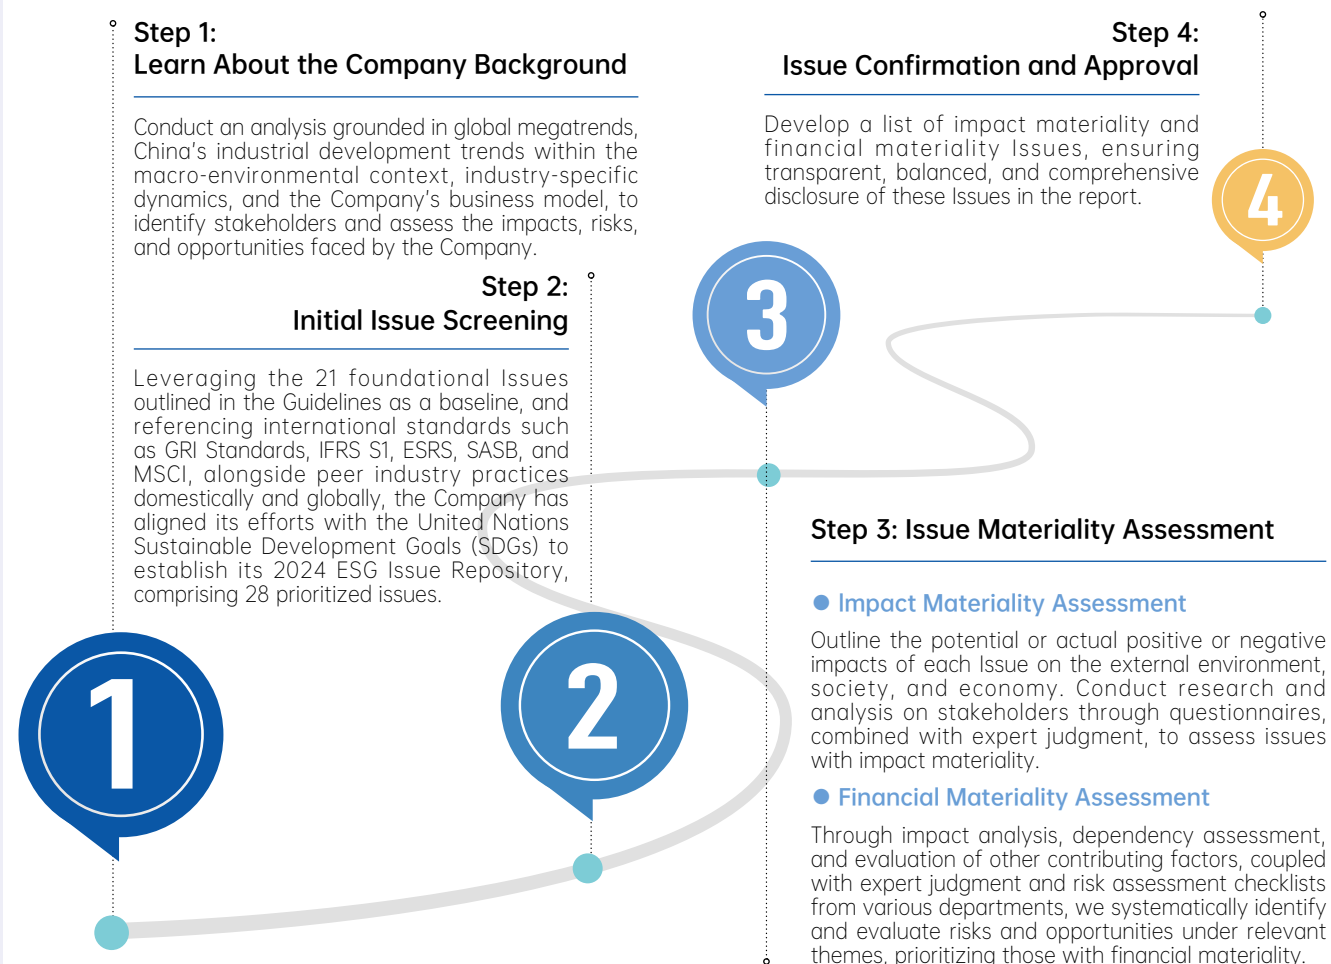 Step 1:
Learn About the Company Background
Conduct an analysis grounded in global megatrends,
China's industrial development trends within the
macro-environmental context, industry-specific
dynamics, and the Company's business model, to
identify stakeholders and assess the impacts, risks,
and opportunities faced by the Company.
Step 2:
Initial Issue Screening
Leveraging the 21 foundational Issues
outlined in the Guidelines as a baseline, and
referencing international standards such
as GRI Standards, IFRS S1, ESRS, SASB, and
MSCI, alongside peer industry practices
domestically and globally, the Company has
aligned its efforts with the United Nations
Sustainable Development Goals (SDGs) to
establish its 2024 ESG Issue Repository,
comprising 28 prioritized issues.
1
2
3
Step 3: Issue Materiality Assessment
● Impact Materiality Assessment
Outline the potential or actual positive or negative
impacts of each Issue on the external environment,
society, and economy. Conduct research and
analysis on stakeholders through questionnaires,
combined with expert judgment, to assess issues
with impact materiality.
● Financial Materiality Assessment
Through impact analysis, dependency assessment,
and evaluation of other contributing factors, coupled
with expert judgment and risk assessment checklists
from various departments, we systematically identify
and evaluate risks and opportunities under relevant
themes, prioritizing those with financial materiality.
Step 4:
Issue Confirmation and Approval
Develop a list of impact materiality and
financial materiality Issues, ensuring
transparent, balanced, and comprehensive
disclosure of these Issues in the report.
4